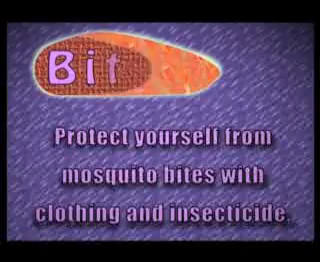 Bit
Protect yourself from
mosquito bites with
clothing and insecticide.